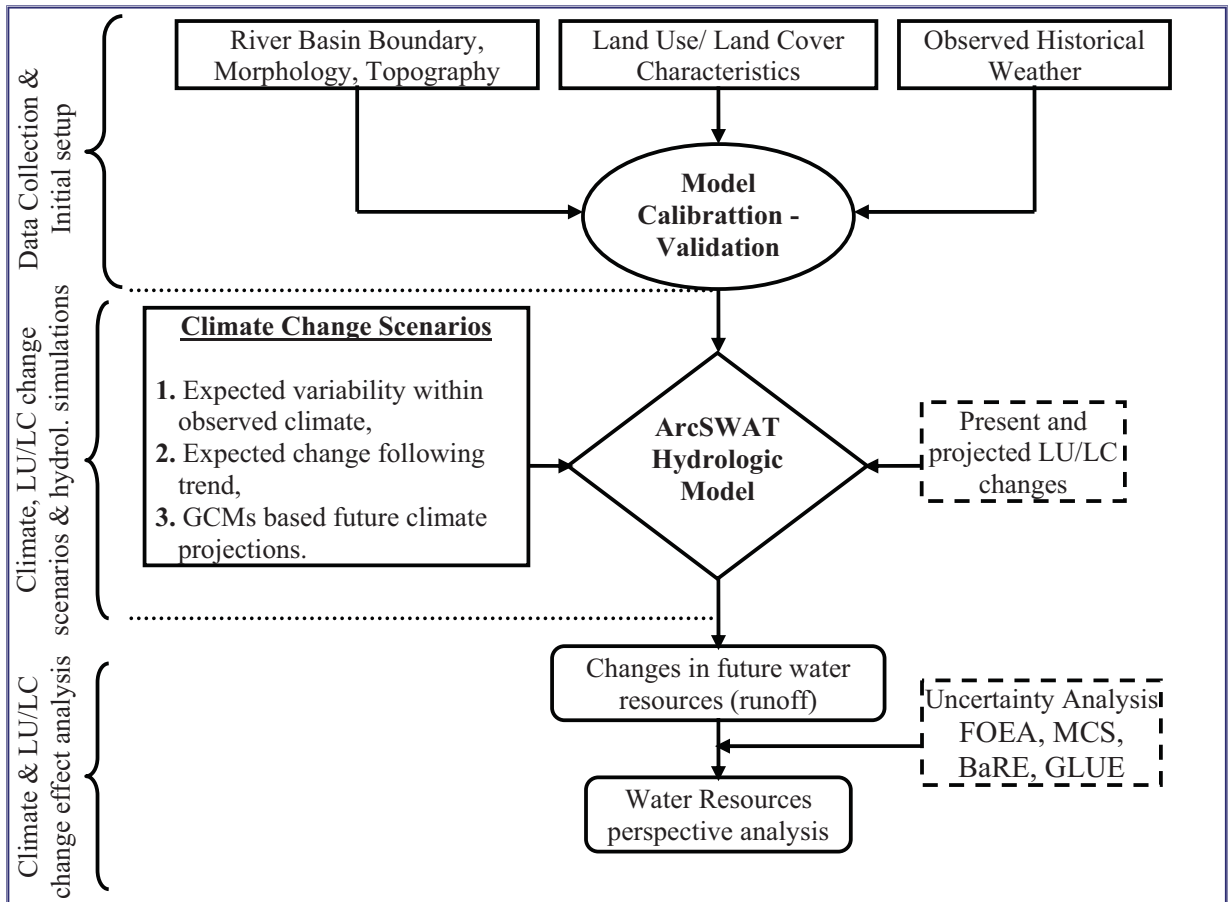 Data Collection &
Initial setup
River Basin Boundary,
Morphology, Topography
Land Use/ Land Cover
Characteristics
Observed Historical
Weather
Model
Calibrattion -
Validation
Climate, LU/LC change
scenarios & hydrol. simulations
Climate Change Scenarios
1. Expected variability within
observed climate,
2. Expected change following
trend,
3. GCMs based future climate
projections.
ArcSWAT
Hydrologic
Model
Present and
projected LU/LC
changes
Climate & LU/LC
change effect analysis
Changes in future water
resources (runoff)
Uncertainty Analysis
FOEA, MCS,
BaRE, GLUE
Water Resources
perspective analysis